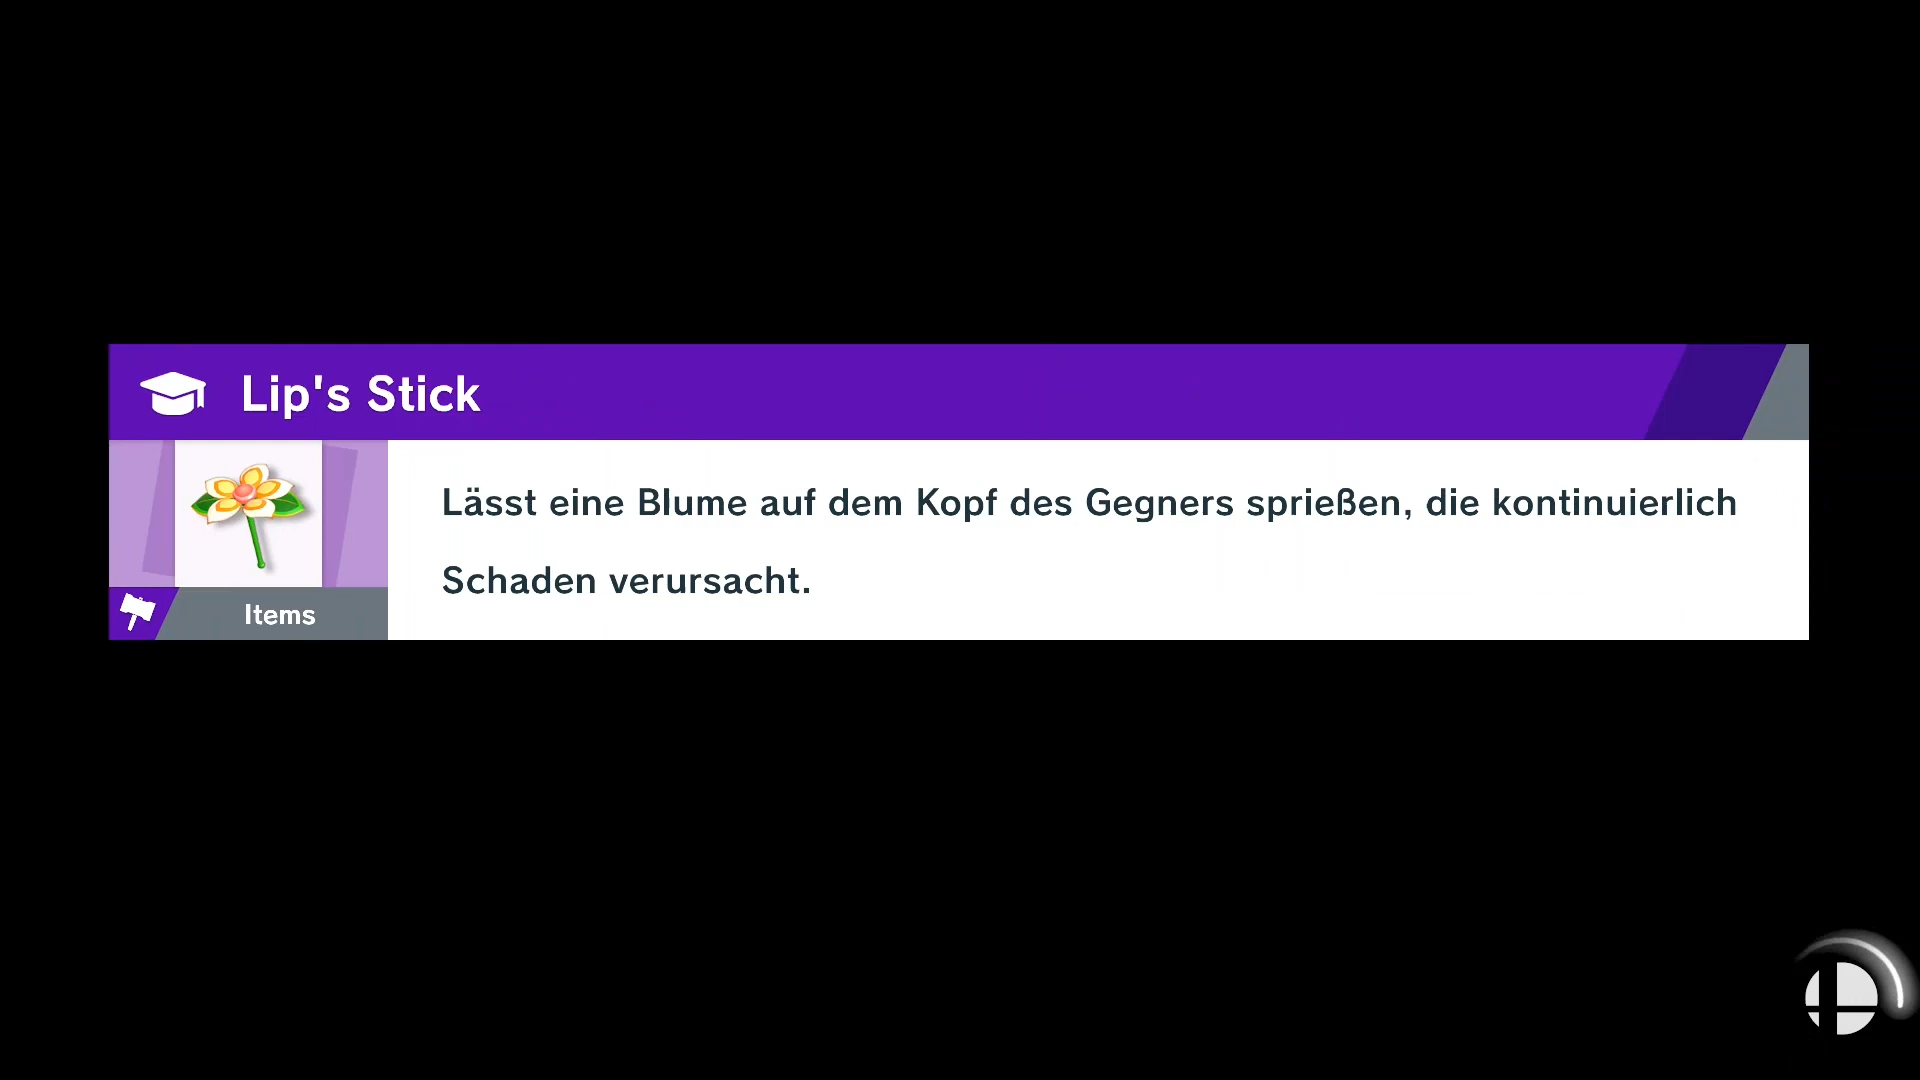 Lip's Stick
Lässt eine Blume auf dem Kopf des Gegners sprießen, die kontinuierlich
Schaden verursacht.
Items